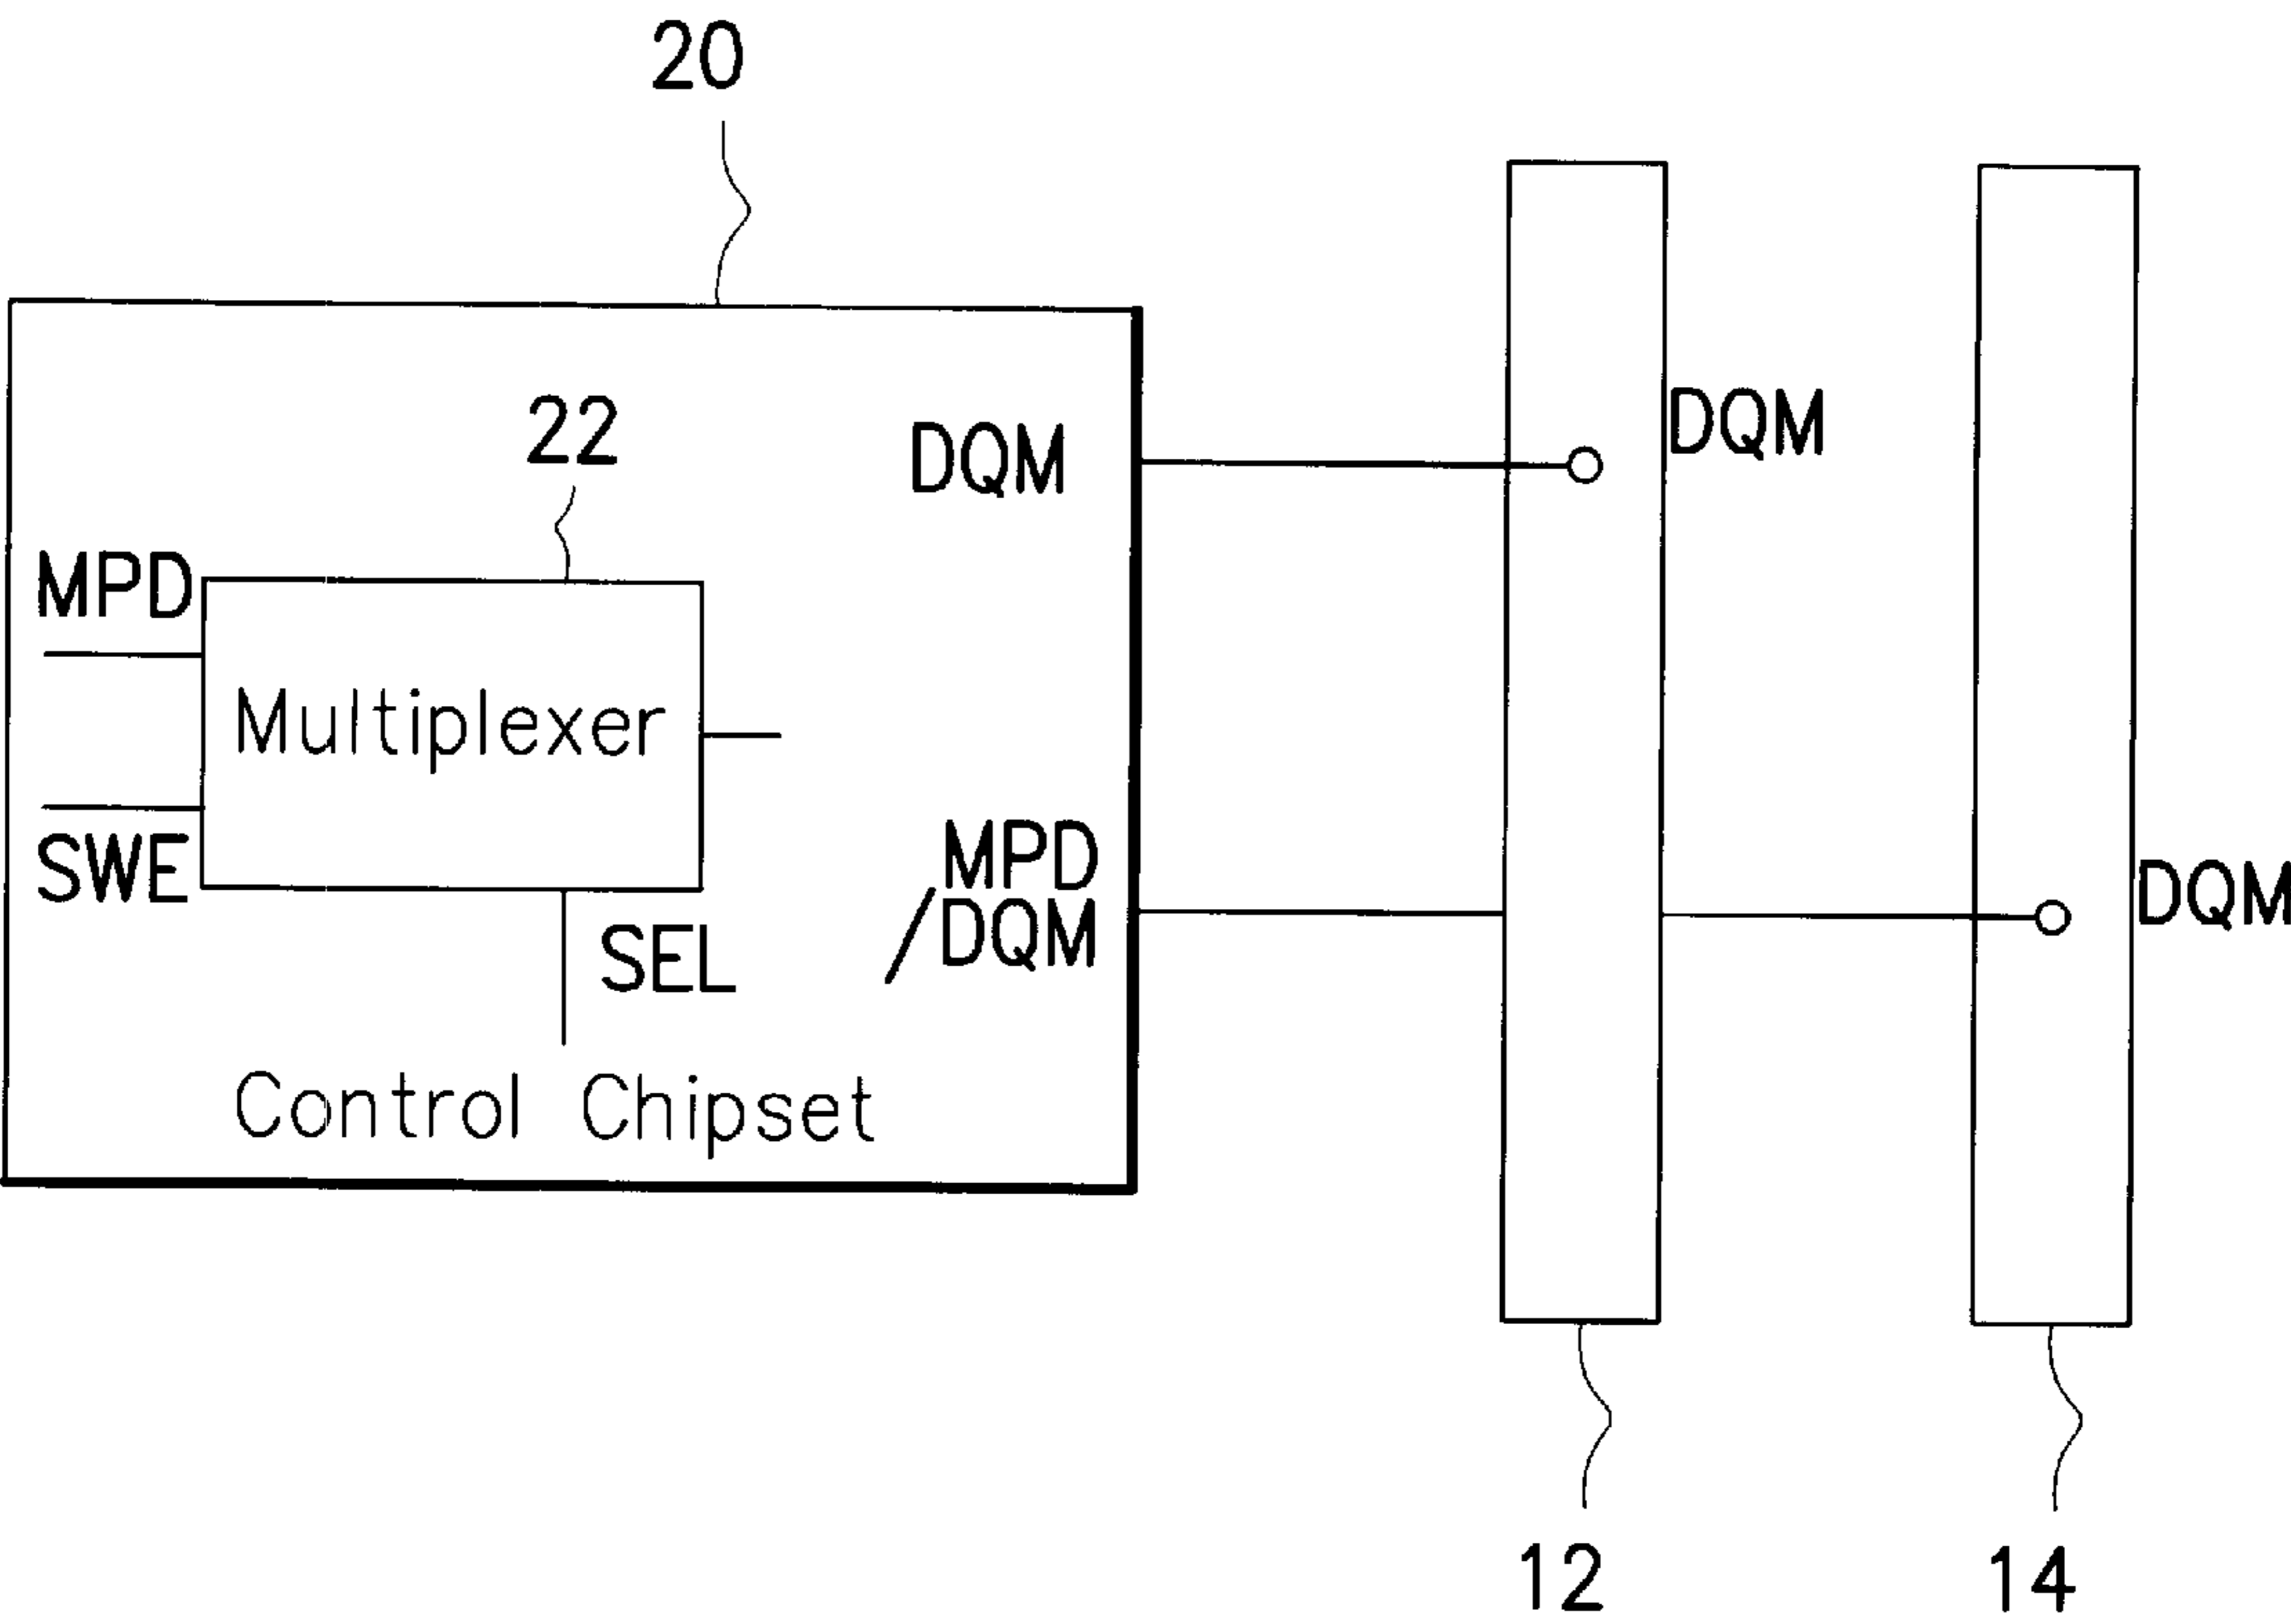 20
22
DQM
DQM
MPD
Multiplexer
SWE
MPD
/DQM
DQM
SEL
Control Chipset
12
14